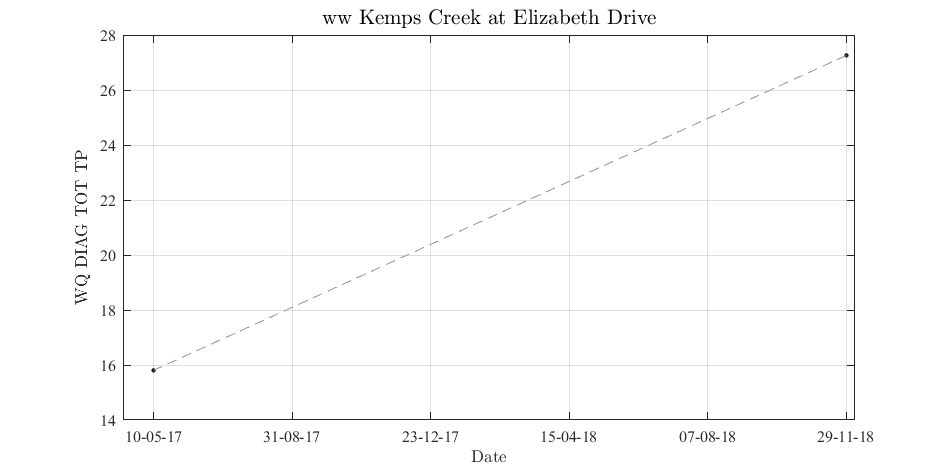 ww Kemps Creek at Elizabeth Drive
28
26
24
22
20
18
16
14
WQ DIAG TOT TP
10-05-17 31-08-17 23-12-17 15-04-18 07-08-18 29-11-18
Date